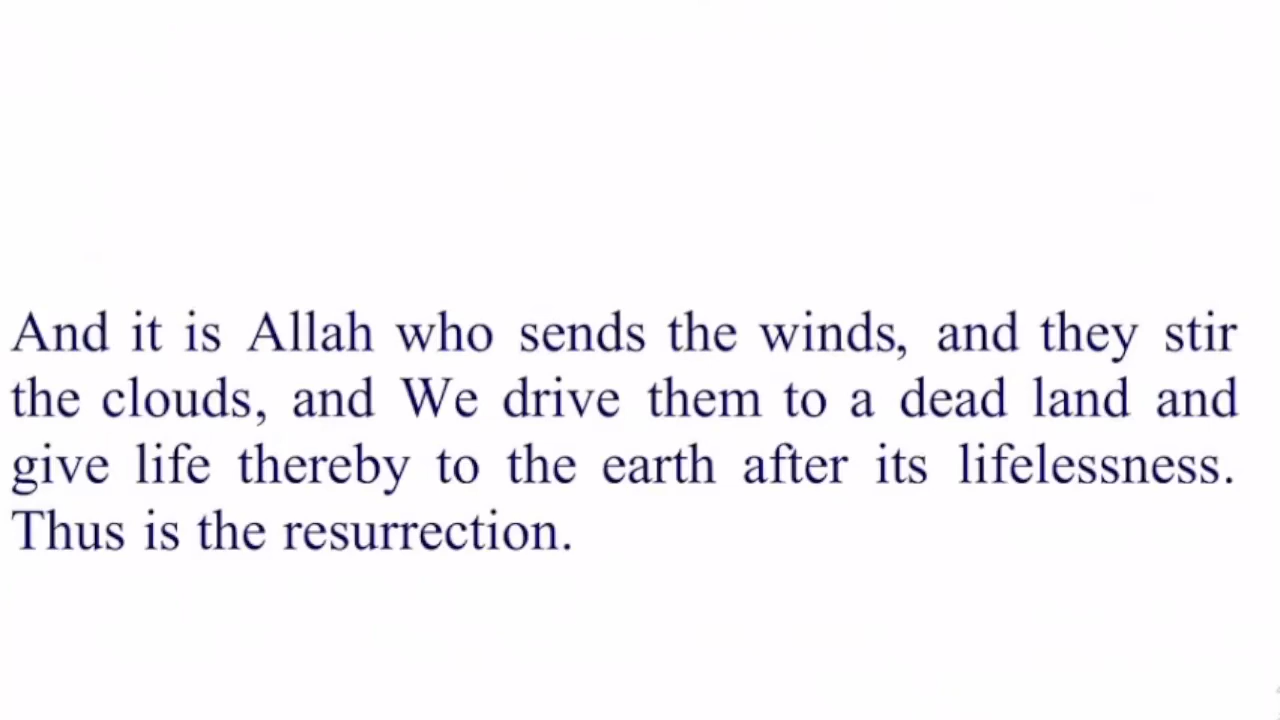 And it is Allah who sends the winds, and they stir
the clouds, and We drive them to a dead land and
give life thereby to the earth after its lifelessness.
Thus is the resurrection.